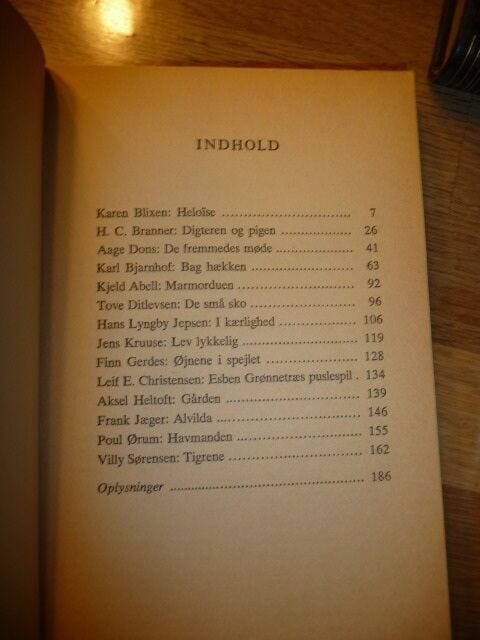 INDHOLD
Karen Blixen: Heloïse ................................ 7
H. C. Branner: Digteren og pigen ........................ 26
Aage Dons: De fremmedes møde ........................ 41
Karl Bjarnhof: Bag hækken ............................ 63
Kjeld Abell: Marmorduen .............................. 92
Tove Ditlevsen: De små sko ............................ 96
Hans Lyngby Jepsen: I kærlighed ........................ 106
Jens Kruuse: Lev lykkelig .............................. 119
Finn Gerdes: Øjnene i spejlet ............................ 128
Leif E. Christensen: Esben Grønnetræs puslespil . 134
Aksel Heltoft: Gården .................................. 139
Frank Jæger: Alvilda .................................... 146
Poul Ørum: Havmanden ................................ 155
Villy Sørensen: Tigrene ................................ 162
Oplysninger ............................................ 186